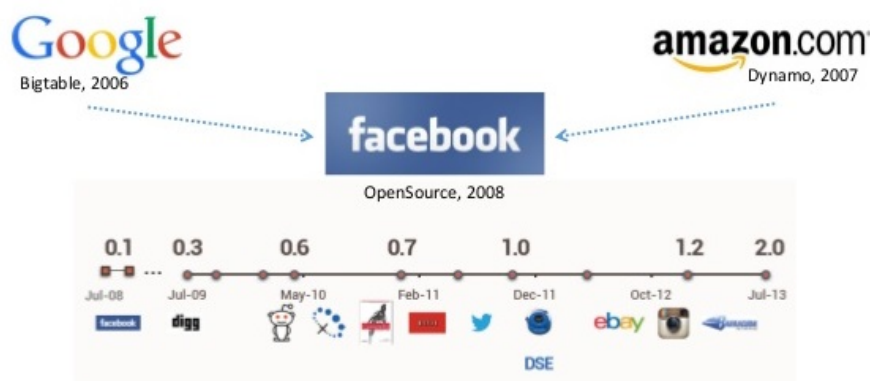 Google
Bigtable, 2006
amazon.com
Dynamo, 2007
facebook
OpenSource, 2008
0.1 0.3 0.6 0.7 1.0 1.2 2.0
...
Jul-08 Jul-09 May-10 Feb-11 Dec-11 Oct-12 Jul-13
facebook digg ebay
DSE